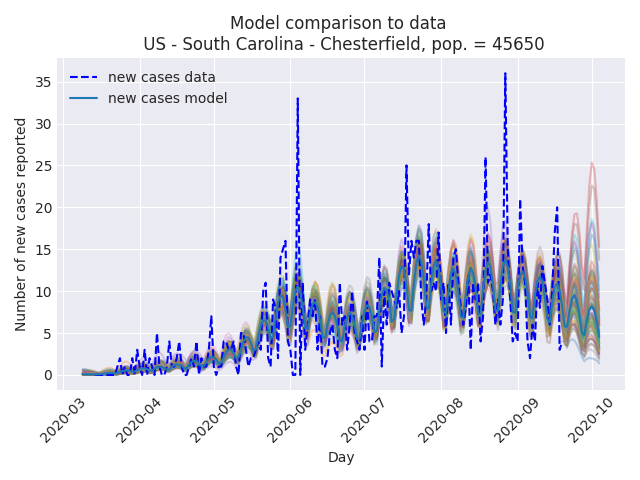 Model comparison to data
US - South Carolina - Chesterfield, pop. = 45650
new cases data
new cases model
Number of new cases reported
35
30
25
20
15
10
5
0
2020-03
2020-04
2020-05
2020-06
2020-07
2020-08
2020-09
2020-10
Day